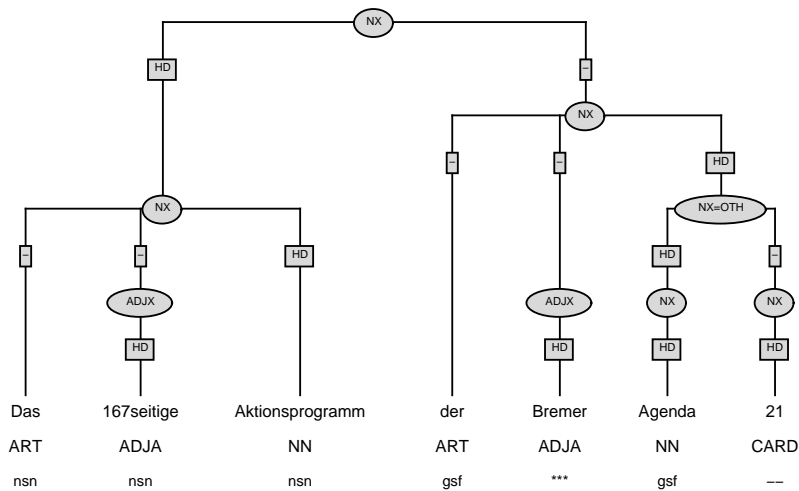 NX
HD –
NX
– – HD
NX NX=OTH
– – HD HD –
ADJX ADJX NX NX
HD HD HD HD
Das 167seitige Aktionsprogramm der Bremer Agenda 21
ART ADJA NN ART ADJA NN CARD
nsn nsn nsn gsf *** gsf −−